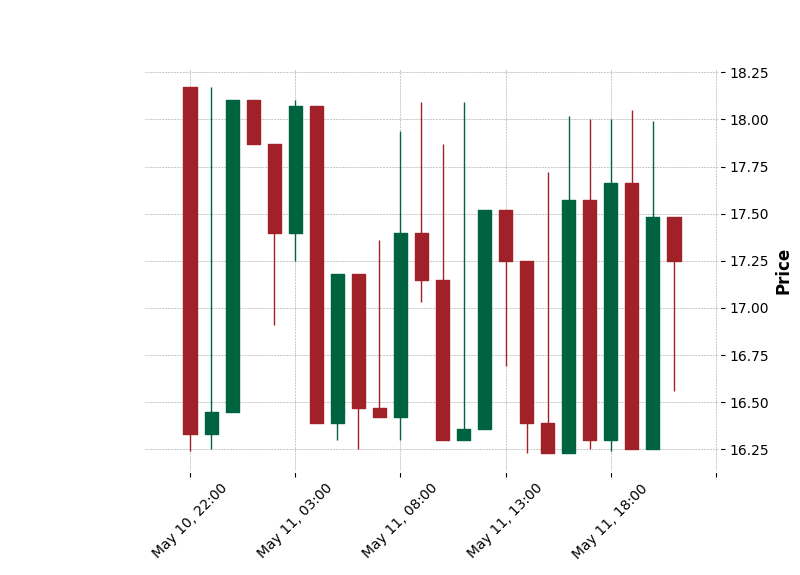 18.25
18.00
17.75
17.50
17.25
17.00
16.75
16.50
16.25
Price
May 10, 22:00
May 11, 03:00
May 11, 08:00
May 11, 13:00
May 11, 18:00